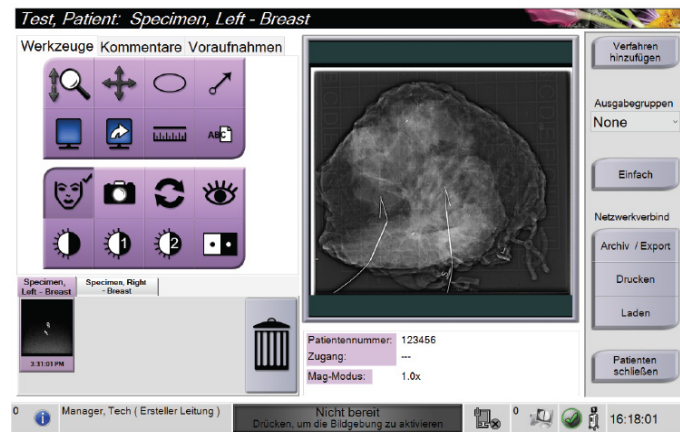 Test, Patient: Specimen, Left - Breast
Werkzeuge Kommentare Voraufnahmen
ABC
1
2
Specimen,
Left - Breast
Specimen, Right
- Breast
3:31:01 PM
Patientennummer: 123456
Zugang: ---
Mag-Modus: 1.0x
Verfahren
hinzufügen
Ausgabegruppen
None
Einfach
Netzwerkverbind
Archiv / Export
Drucken
Laden
Patienten
schließen
0
Manager, Tech ( Ersteller Leitung )
Nicht bereit
Drücken, um die Bildgebung zu aktivieren
0
16:18:01